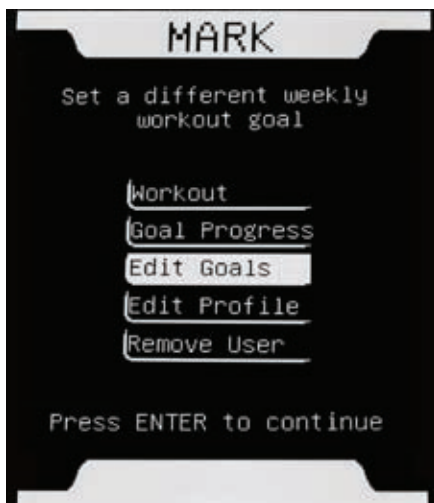 MARK
Set a different weekly
workout goal
Workout
Goal Progress
Edit Goals
Edit Profile
Remove User
Press ENTER to continue